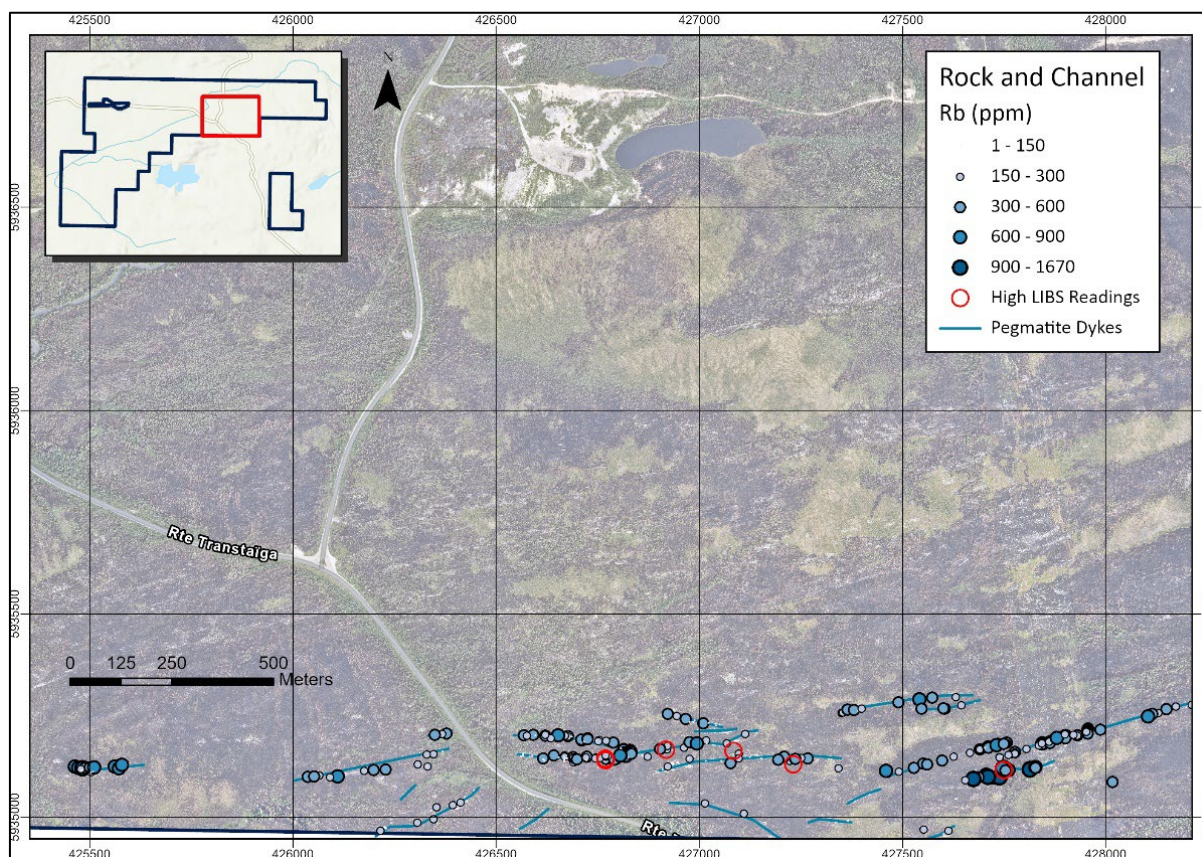 425500 426000 426500 427000 427500 428000
N
Rock and Channel
Rb (ppm)
1 - 150
150 - 300
300 - 600
600 - 900
900 - 1670
High LIBS Readings
Pegmatite Dykes
5936500
5936000
5935500
5935000
Rte Transtaiga
0 125 250 500
Meters
Rte
425500 426000 426500 427000 427500 428000